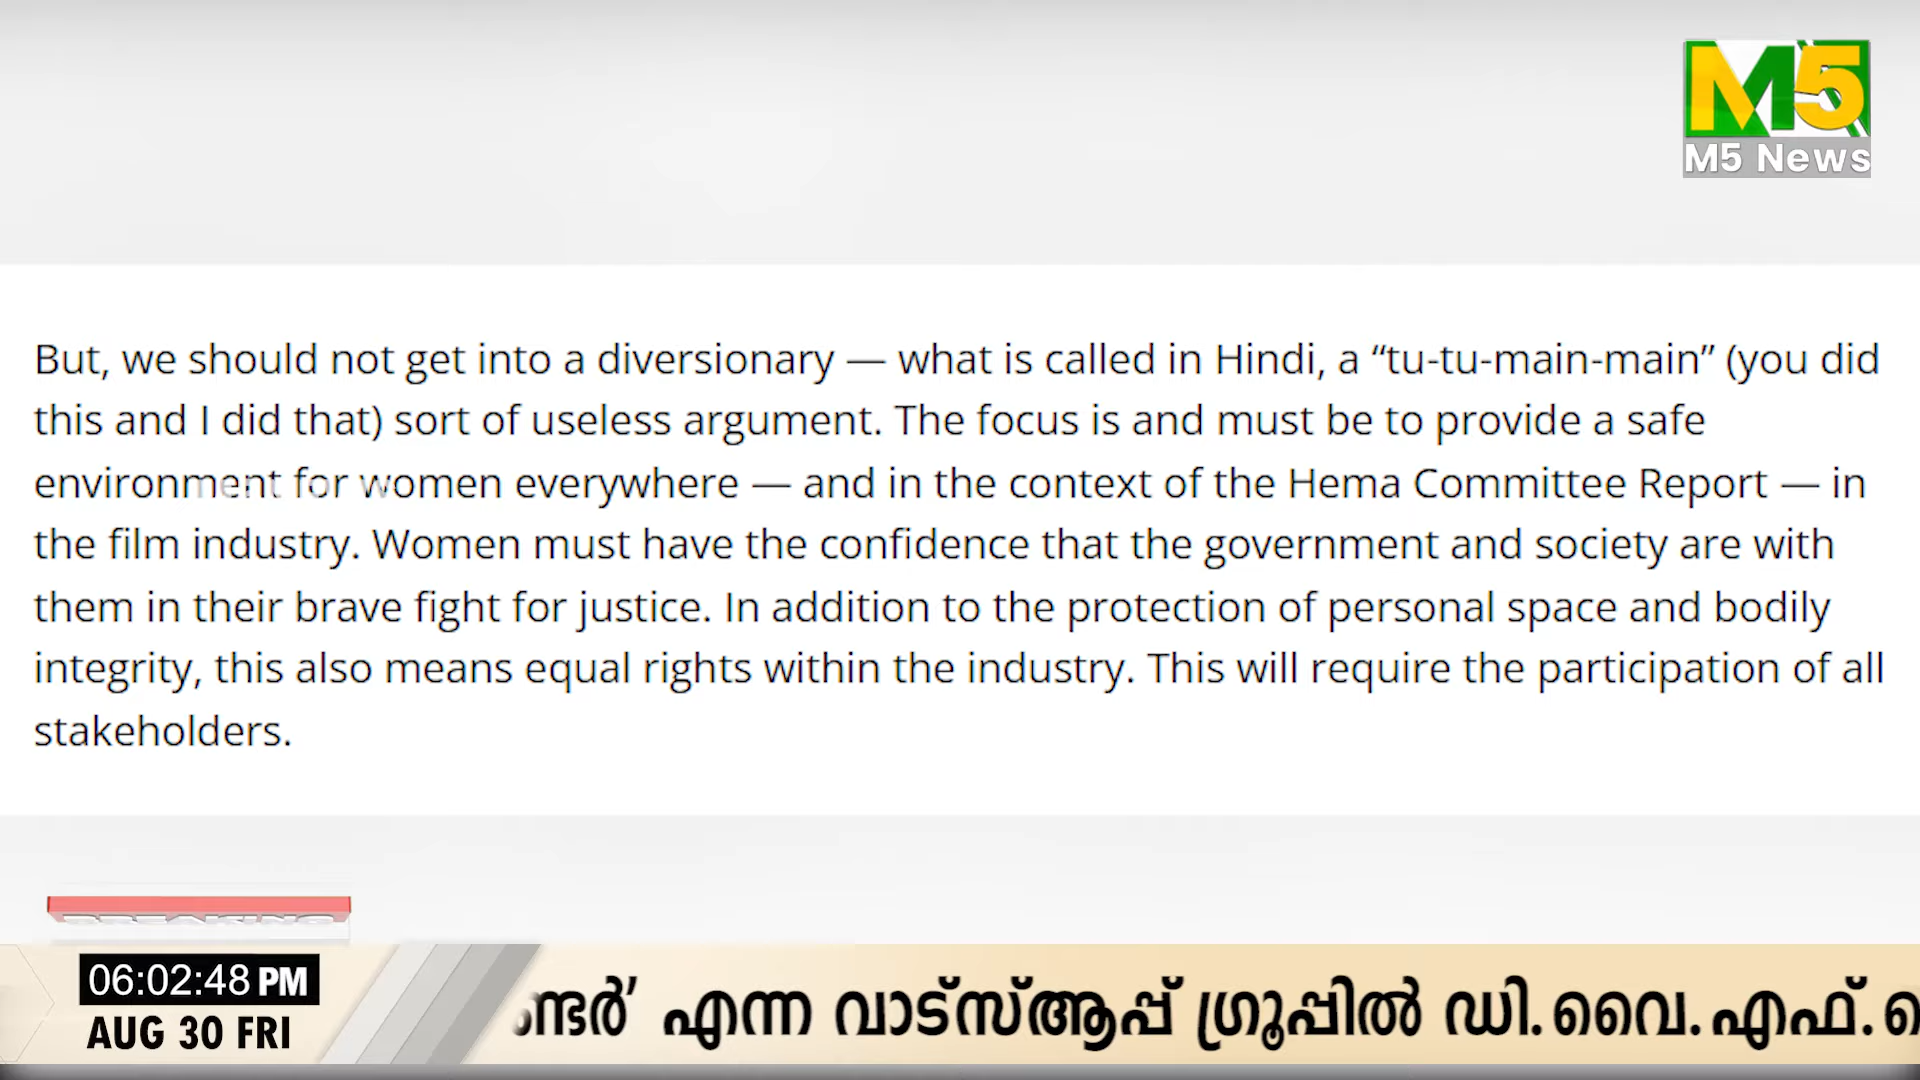 M5
M5 News
But, we should not get into a diversionary — what is called in Hindi, a “tu-tu-main-main” (you did
this and I did that) sort of useless argument. The focus is and must be to provide a safe
environment for women everywhere — and in the context of the Hema Committee Report — in
the film industry. Women must have the confidence that the government and society are with
them in their brave fight for justice. In addition to the protection of personal space and bodily
integrity, this also means equal rights within the industry. This will require the participation of all
stakeholders.
BREAKING
06:02:48 PM
AUG 30 FRI
എന്ന വാട്സ്ആപ്പ് ഗ്രൂപ്പിൽ ഡി.വൈ.എഫ്.